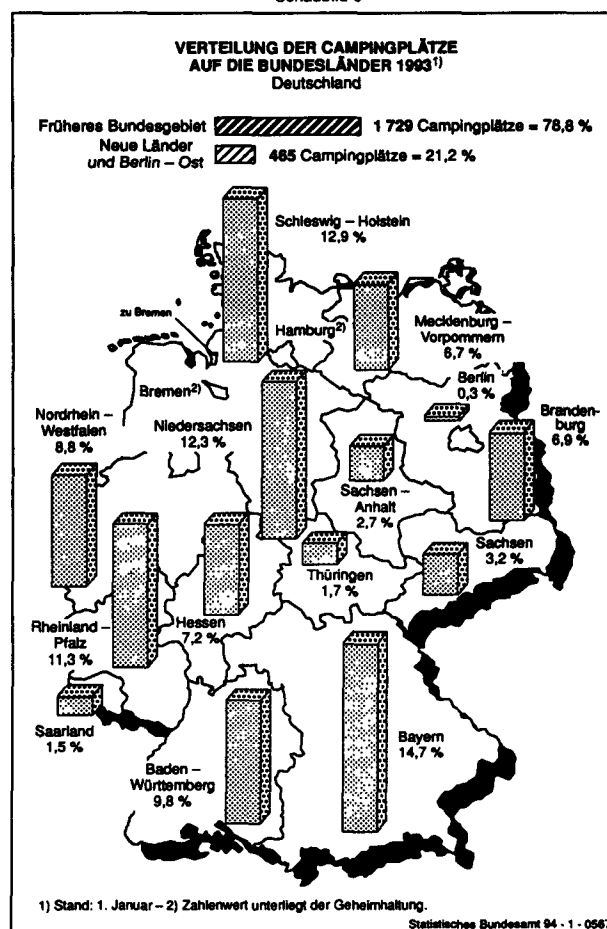 VERTEILUNG DER CAMPINGPLÄTZE
AUF DIE BUNDESLÄNDER 1993¹⁾
Deutschland
Früheres Bundesgebiet 1 729 Campingplätze = 78,8 %
Neue Länder
und Berlin – Ost 465 Campingplätze = 21,2 %
Schleswig – Holstein
12,9 %
zu Bremen
Hamburg²⁾
Mecklenburg –
Vorpommern
6,7 %
Bremen²⁾
Berlin
0,3 %
Nordrhein –
Westfalen
8,8 %
Niedersachsen
12,3 %
Branden-
burg
6,9 %
Sachsen –
Anhalt
2,7 %
Sachsen
3,2 %
Thüringen
1,7 %
Hessen
7,2 %
Rheinland –
Pfalz
11,3 %
Saarland
1,5 %
Bayern
14,7 %
Baden –
Württemberg
9,8 %
1) Stand: 1. Januar – 2) Zahlenwert unterliegt der Geheimhaltung.
Statistisches Bundesamt 94 - 1 - 0567